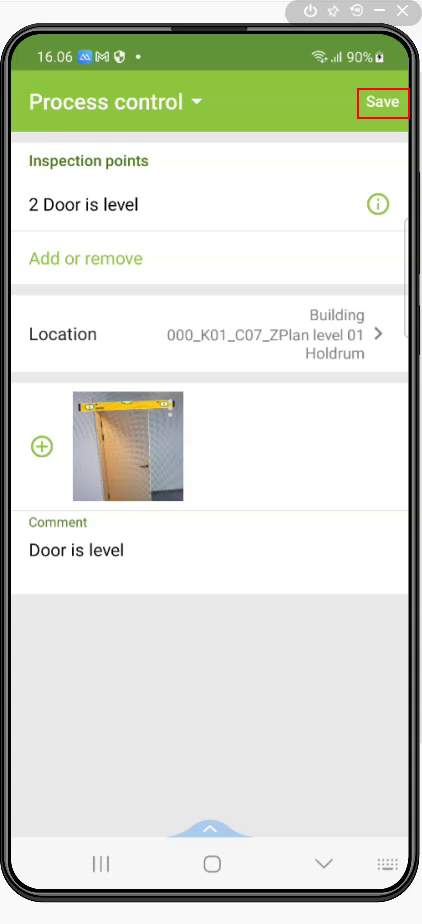 16.06
90%
Process control
Save
Inspection points
2 Door is level
Add or remove
Building
Location
000_K01_C07_ZPlan level 01
Holdrum
Comment
Door is level